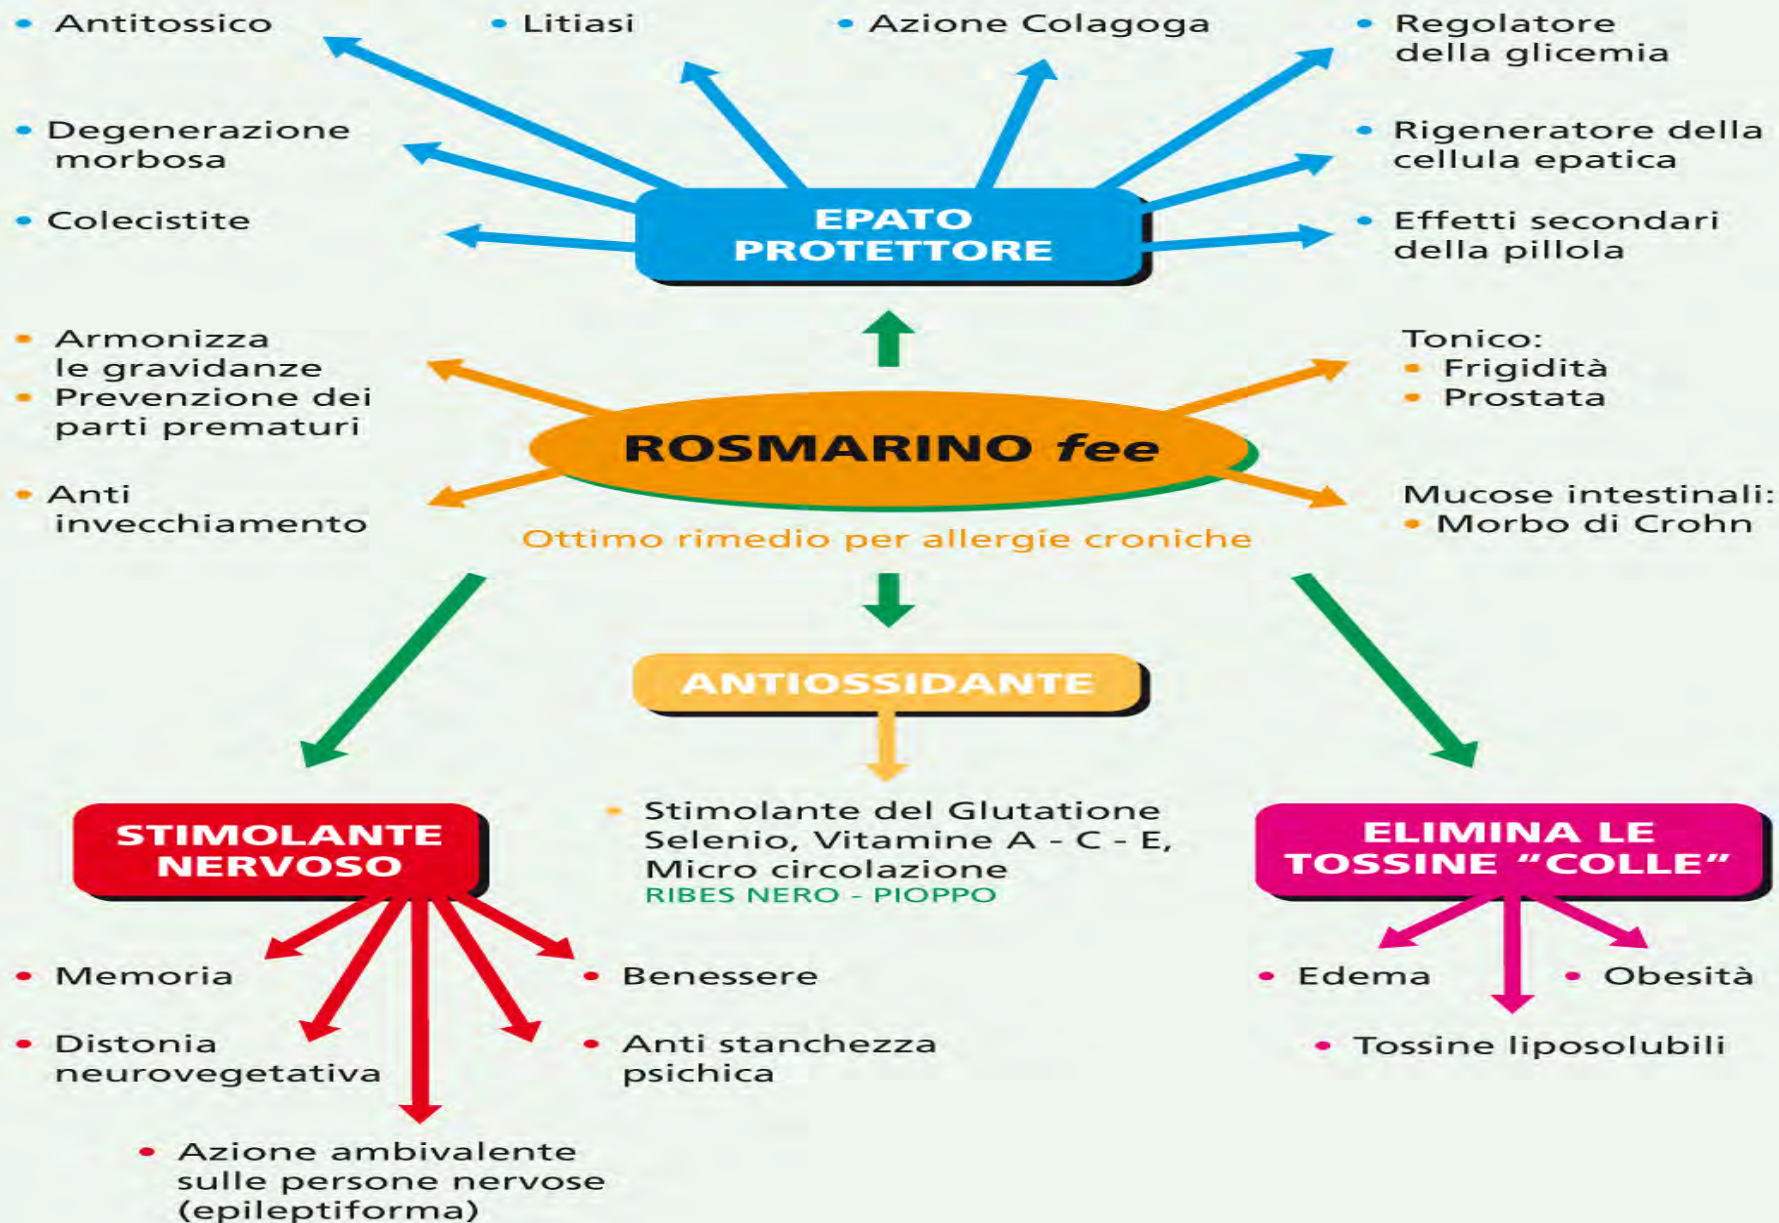 • Antitossico
• Litiasi
• Azione Colagoga
• Regolatore
della glicemia
• Degenerazione
morbosa
• Rigeneratore della
cellula epatica
• Colecistite
EPATO
PROTETTORE
• Effetti secondari
della pillola
• Armonizza
le gravidanze
• Prevenzione dei
parti prematuri
Tonico:
• Frigidità
• Prostata
ROSMARINO fee
• Anti
invecchiamento
Mucose intestinali:
• Morbo di Crohn
Ottimo rimedio per allergie croniche
ANTIOSSIDANTE
STIMOLANTE
NERVOSO
• Stimolante del Glutatione
Selenio, Vitamine A - C - E,
Micro circolazione
RIBES NERO - PIOPPO
ELIMINA LE
TOSSINE “COLLE”
• Memoria
• Benessere
• Distonia
neurovegetativa
• Anti stanchezza
psichica
• Azione ambivalente
sulle persone nervose
(epileptiforma)
• Edema
• Obesità
• Tossine liposolubili